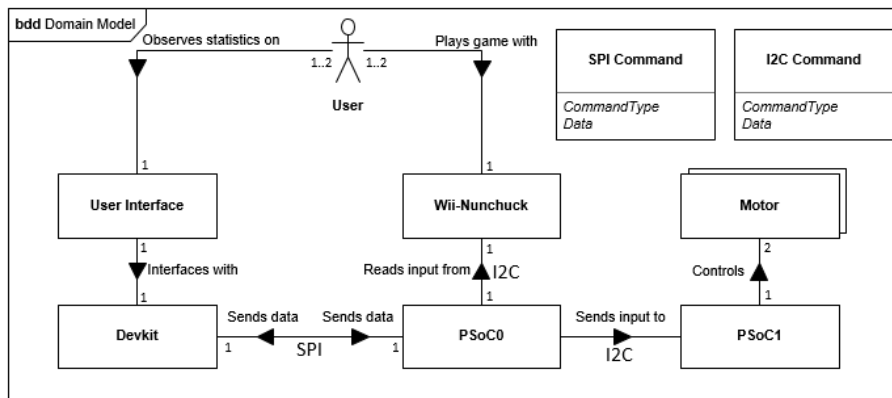 bdd Domain Model
Observes statistics on
Plays game with
1..2
1..2
User
SPI Command
CommandType
Data
I2C Command
CommandType
Data
1
1
User Interface
Wii-Nunchuck
Motor
1
1
2
Interfaces with
Reads input from
I2C
Controls
1
1
1
Sends data
Sends data
Sends input to
Devkit
PSoC0
PSoC1
1
SPI
1
I2C